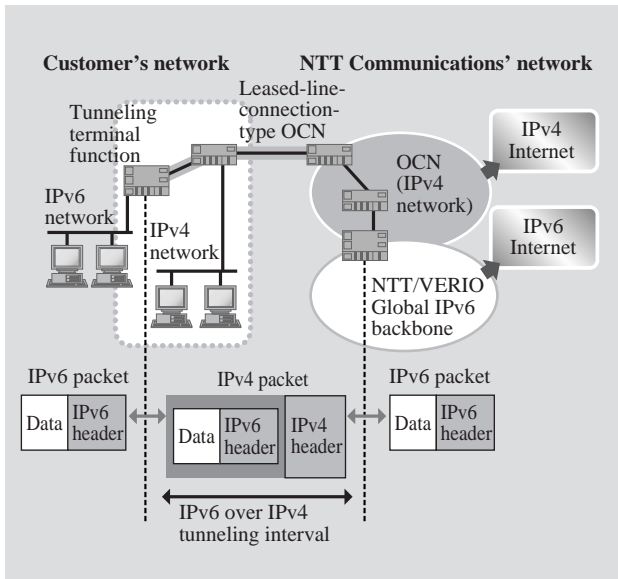 Customer's network
NTT Communications' network
Leased-line-
connection-
type OCN
Tunneling
terminal
function
IPv4
Internet
OCN
(IPv4
network)
IPv6
network
IPv4
network
IPv6
Internet
NTT/VERIO
Global IPv6
backbone
IPv6 packet
IPv4 packet
IPv6 packet
Data
IPv6
header
Data
IPv6
header
IPv4
header
Data
IPv6
header
IPv6 over IPv4
tunneling interval